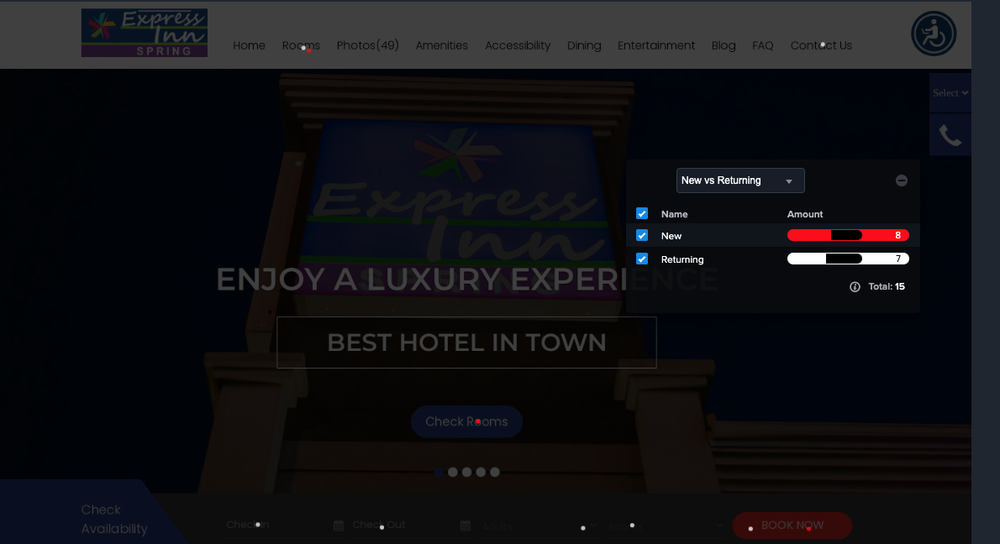 Express
Inn
SPRING
Home Rooms Photos(49) Amenities Accessibility Dining Entertainment Blog FAQ Contact Us
Select
Express
Inn
New vs Returning
Name Amount
New 8
Returning 7
Total: 15
ENJOY A LUXURY EXPERIENCE
BEST HOTEL IN TOWN
Check Rooms
Check
Availability
Check In Check Out Adults
BOOK NOW